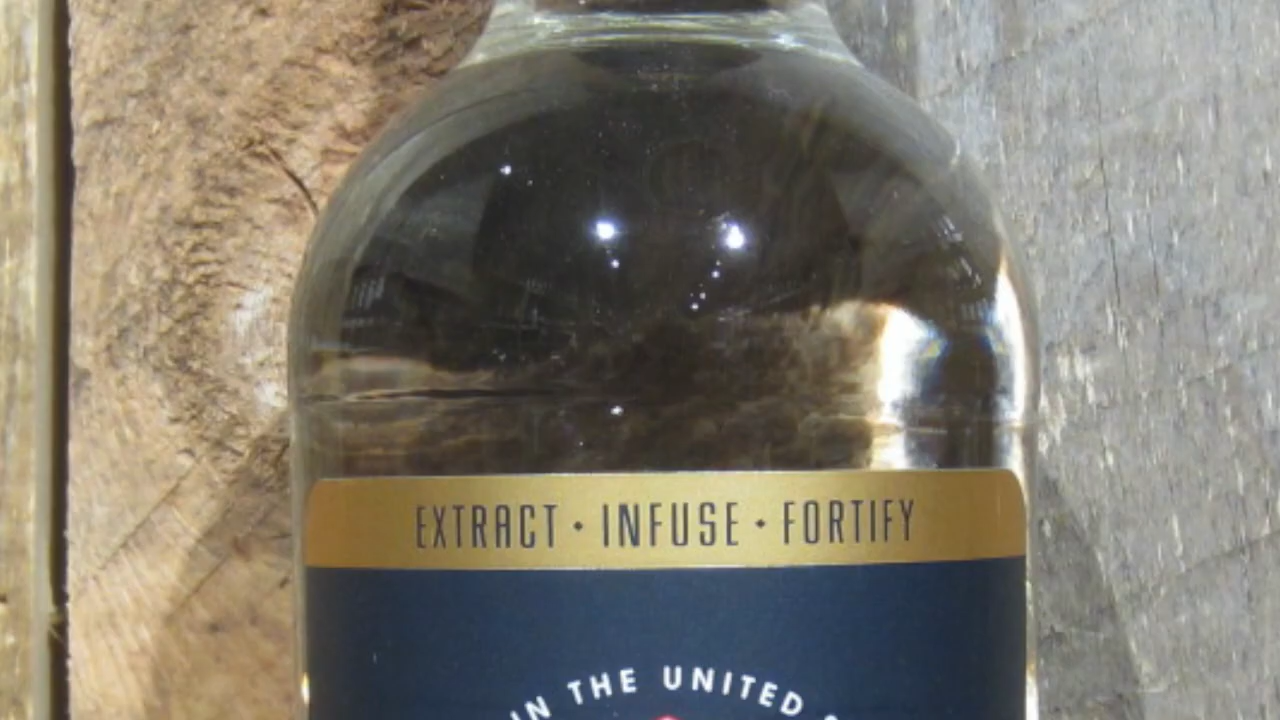 EXTRACT • INFUSE • FORTIFY
IN THE UNITED